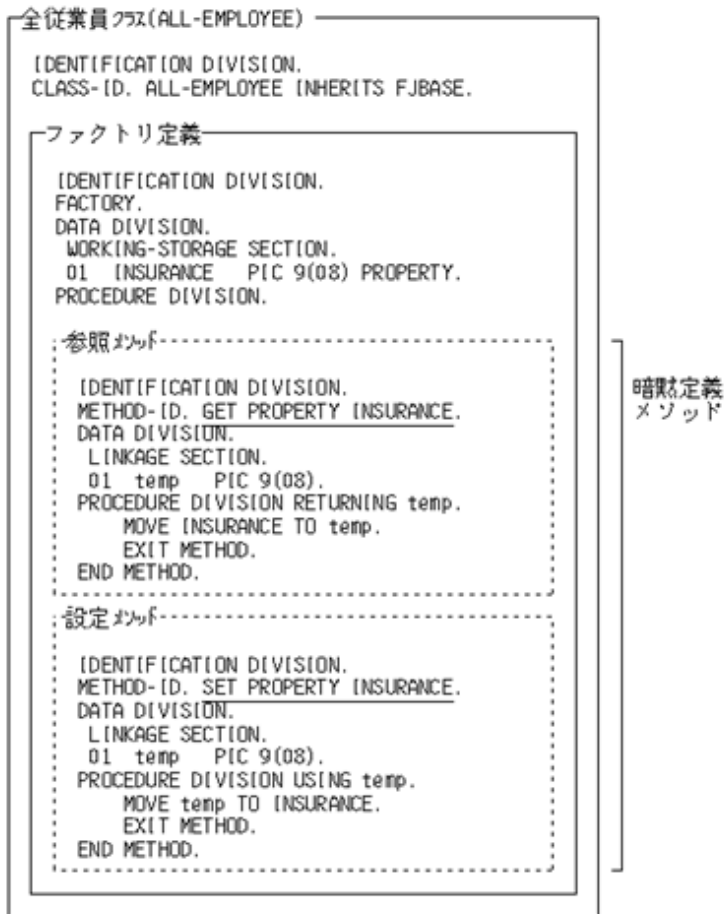 全従業員クラス(ALL-EMPLOYEE)
IDENTIFICATION DIVISION.
CLASS-ID. ALL-EMPLOYEE INHERITS FJBASE.
ファクトリ定義
IDENTIFICATION DIVISION.
FACTORY.
DATA DIVISION.
WORKING-STORAGE SECTION.
01 INSURANCE PIC 9(08) PROPERTY.
PROCEDURE DIVISION.
参照メソッド
IDENTIFICATION DIVISION.
METHOD-ID. GET PROPERTY INSURANCE.
DATA DIVISION.
LINKAGE SECTION.
01 temp PIC 9(08).
PROCEDURE DIVISION RETURNING temp.
MOVE INSURANCE TO temp.
EXIT METHOD.
END METHOD.
暗黙定義
メソッド
設定メソッド
IDENTIFICATION DIVISION.
METHOD-ID. SET PROPERTY INSURANCE.
DATA DIVISION.
LINKAGE SECTION.
01 temp PIC 9(08).
PROCEDURE DIVISION USING temp.
MOVE temp TO INSURANCE.
EXIT METHOD.
END METHOD.